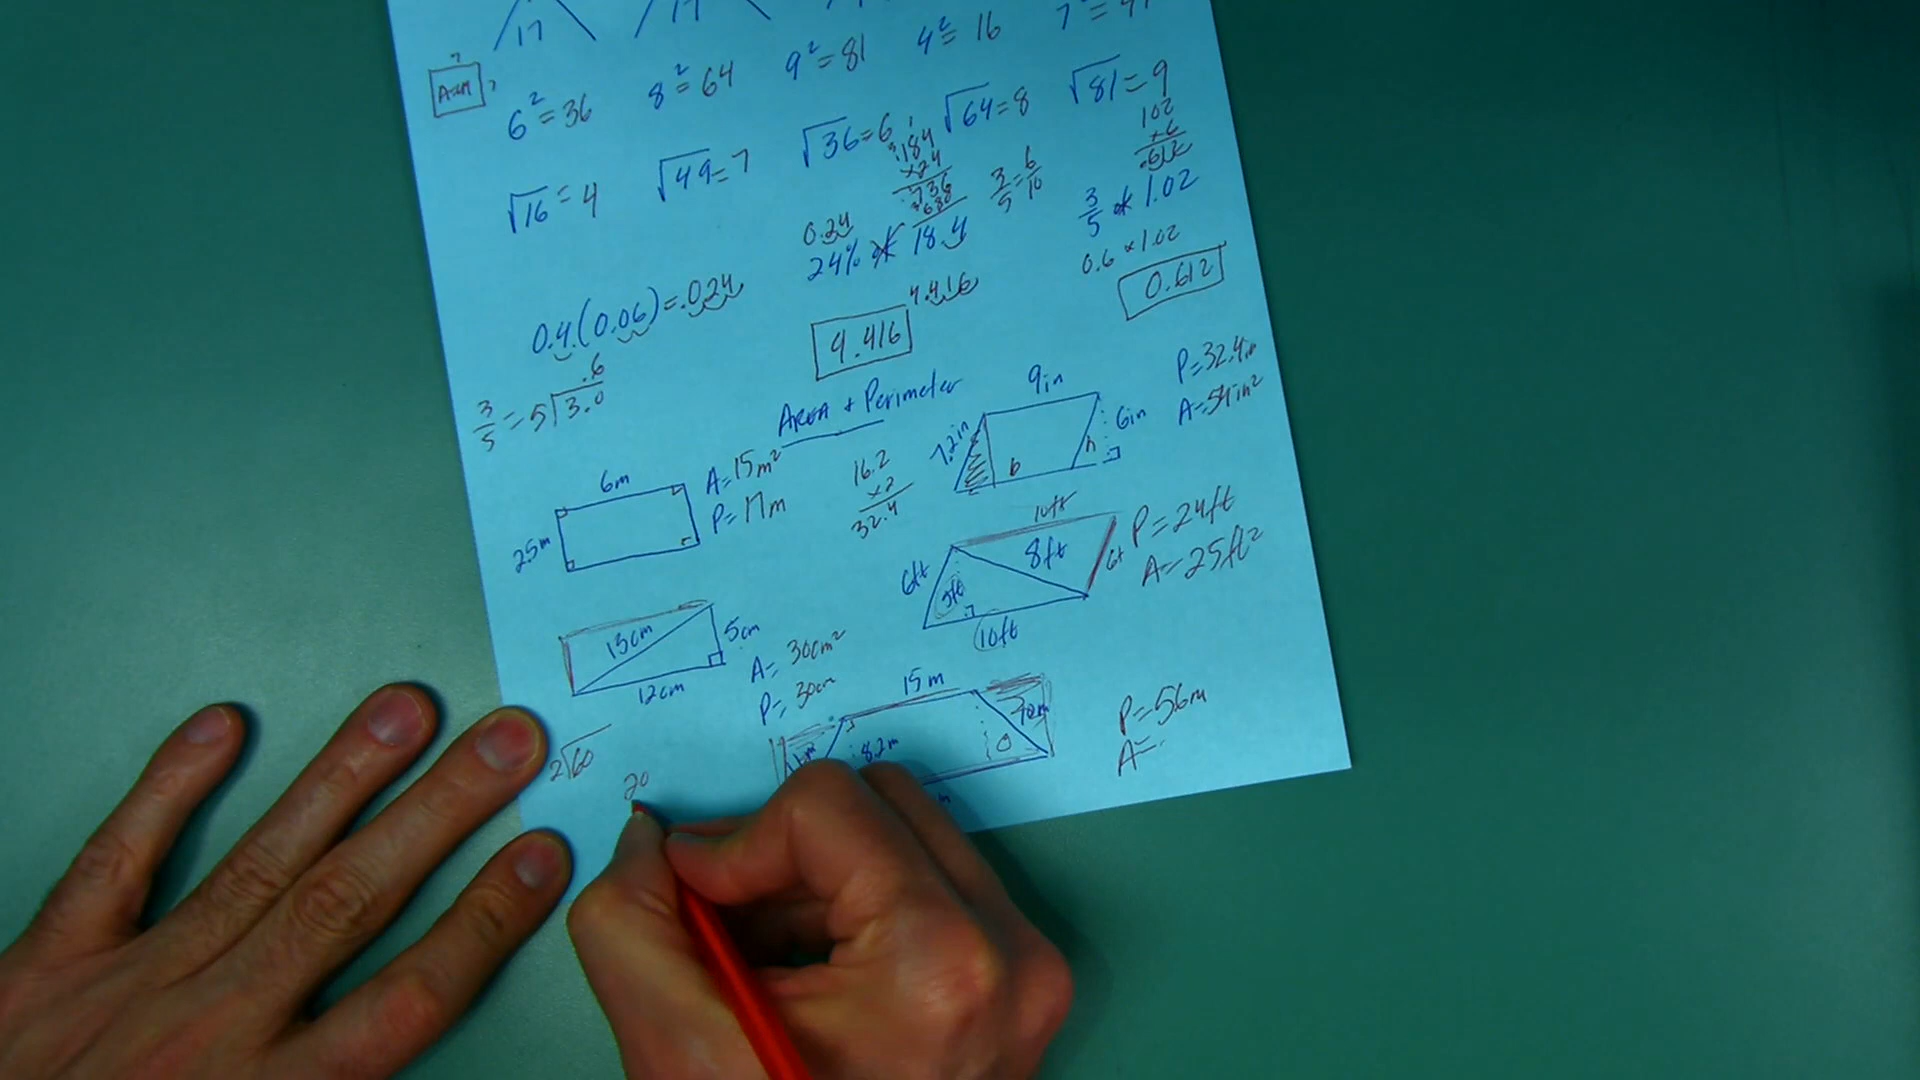 17
17
7
A=49
6²=36
8²=64
9²=81
4²=16
√16=4
√49=7
√36=6
√64=8
√81=9
184
×24
736
3680
102
×6
.612
3/5=6/10
0.24
24% of 18.4
4.416
4.416
3/5 of 1.02
0.6×1.02
0.612
0.4(0.06)=.024
3/5=5√3.0
.6
AREA + Perimeter
6m
2.5m
A=15m²
P=17m
16.2
×2
32.4
9in
7.2in
6in
b
h
P=32.4in
A=54in²
10ft
6ft
8ft
5ft
6ft
10ft
P=24ft
A=25ft²
13cm
5cm
12cm
A=30cm²
P=30cm
2√60
20
15m
8.2m
10m
m
P=56m
A=